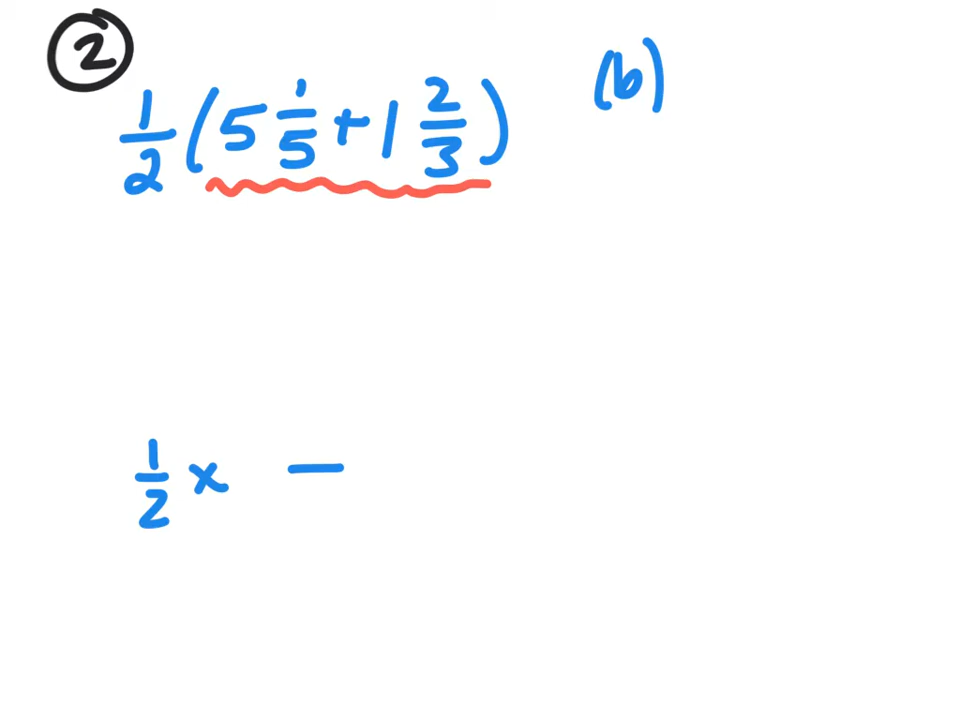 ②
1/2 (5 1/5 + 1 2/3) (b)
1/2 x —